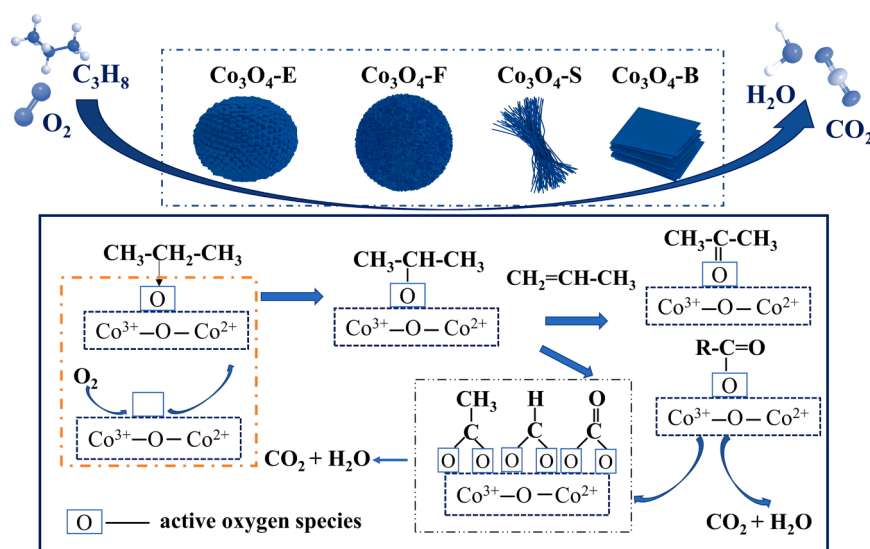 C₃H₈
O₂
Co₃O₄-E
Co₃O₄-F
Co₃O₄-S
Co₃O₄-B
H₂O
CO₂
CH₃-CH₂-CH₃
O
Co³⁺—O—Co²⁺
O₂
Co³⁺—O—Co²⁺
CH₃-CH-CH₃
O
Co³⁺—O—Co²⁺
CH₂=CH-CH₃
CH₃-C-CH₃
O
Co³⁺—O—Co²⁺
R-C=O
O
Co³⁺—O—Co²⁺
CH₃ H O
C C C
O O O O O O
Co³⁺—O—Co²⁺
CO₂ + H₂O
CO₂ + H₂O
O — active oxygen species